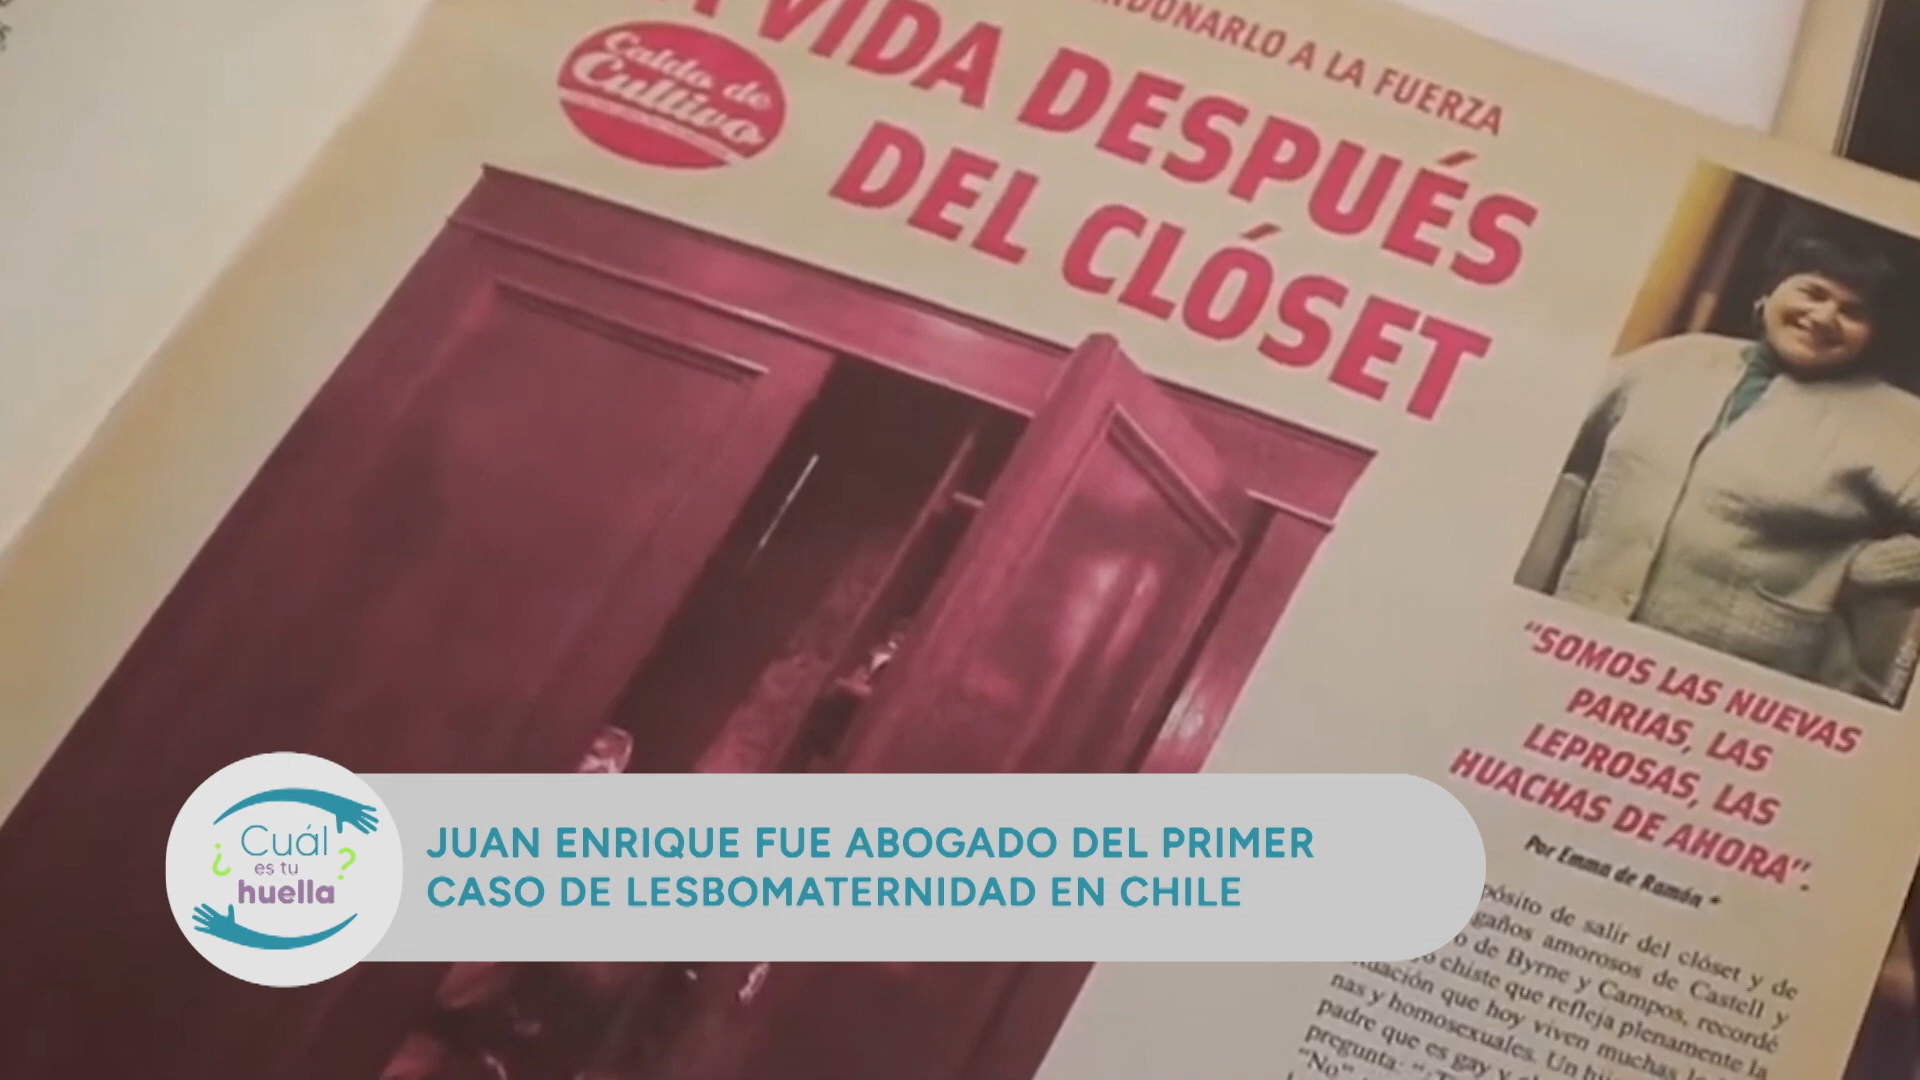 ANDONARLO A LA FUERZA
VIDA DESPUÉS
DEL CLÓSET
Caldo de
Cultivo
"SOMOS LAS NUEVAS
PARIAS, LAS
LEPROSAS, LAS
HUACHAS DE AHORA".
Por Emma de Ramón *
pósito de salir del clóset y de
gaños amorosos de Castell y
o de Byrne y Campos, recordé
o chiste que refleja plenamente la
tuación que hoy viven muchas
nas y homosexuales. Un
padre que es gay y
pregunta:
"No"
¿Cuál
es tu
huella?
JUAN ENRIQUE FUE ABOGADO DEL PRIMER
CASO DE LESBOMATERNIDAD EN CHILE